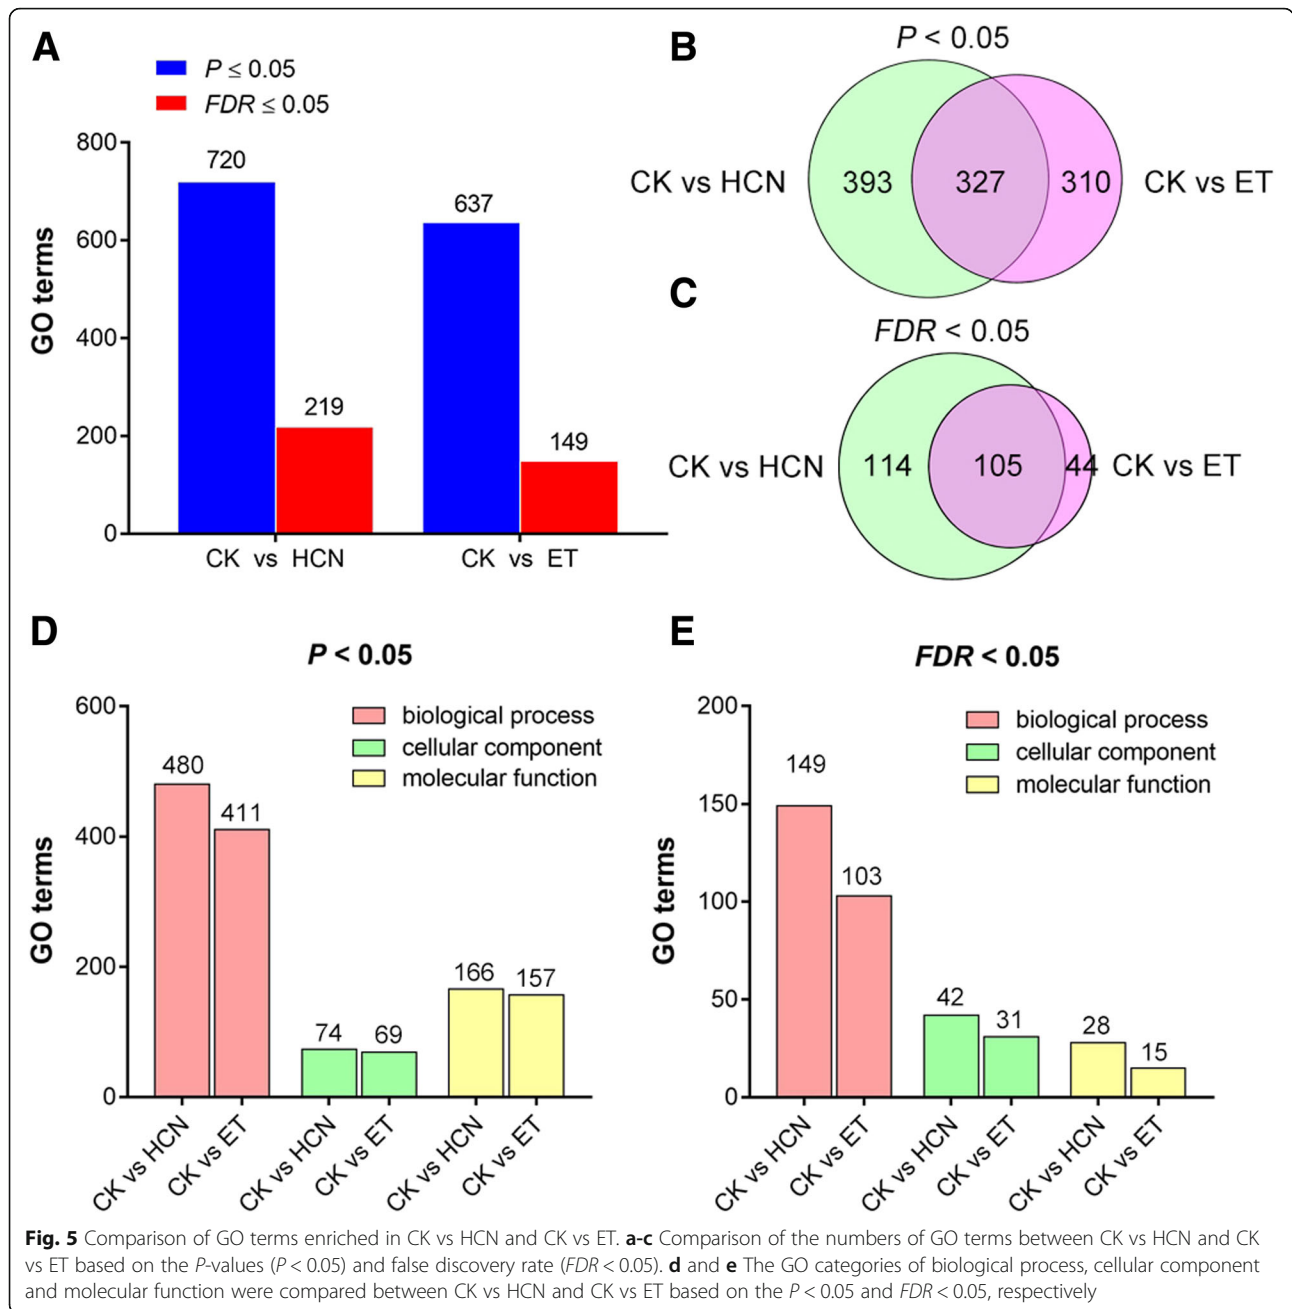 A
P ≤ 0.05
FDR ≤ 0.05
800
600
400
200
0
GO terms
720
219
637
149
CK vs HCN
CK vs ET
B
P < 0.05
CK vs HCN
393
327
310
CK vs ET
C
FDR < 0.05
CK vs HCN
114
105
44
CK vs ET
D
P < 0.05
biological process
cellular component
molecular function
600
400
200
0
GO terms
480
411
74
69
166
157
CK vs HCN
CK vs ET
CK vs HCN
CK vs ET
CK vs HCN
CK vs ET
E
FDR < 0.05
biological process
cellular component
molecular function
200
150
100
50
0
GO terms
149
103
42
31
28
15
CK vs HCN
CK vs ET
CK vs HCN
CK vs ET
CK vs HCN
CK vs ET
Fig. 5 Comparison of GO terms enriched in CK vs HCN and CK vs ET. a-c Comparison of the numbers of GO terms between CK vs HCN and CK
vs ET based on the P-values (P < 0.05) and false discovery rate (FDR < 0.05). d and e The GO categories of biological process, cellular component
and molecular function were compared between CK vs HCN and CK vs ET based on the P < 0.05 and FDR < 0.05, respectively